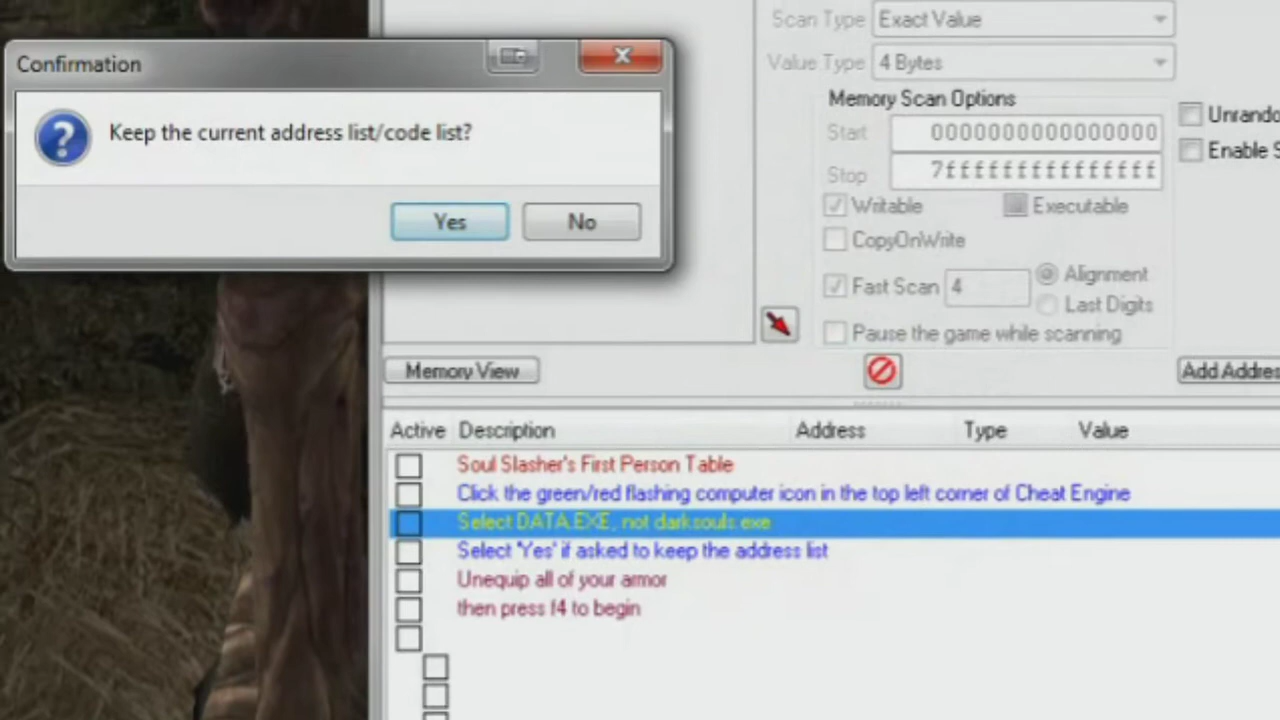 Confirmation
Keep the current address list/code list?
Yes
No
Scan Type Exact Value
Value Type 4 Bytes
Memory Scan Options
Start 0000000000000000
Stop 7fffffffffffffff
Writable Executable
CopyOnWrite
Fast Scan 4 Alignment
Last Digits
Pause the game while scanning
Unrando
Enable S
Memory View
Add Addres
Active Description Address Type Value
Soul Slasher's First Person Table
Click the green/red flashing computer icon in the top left corner of Cheat Engine
Select DATA.EXE, not darksouls.exe
Select 'Yes' if asked to keep the address list
Unequip all of your armor
then press f4 to begin